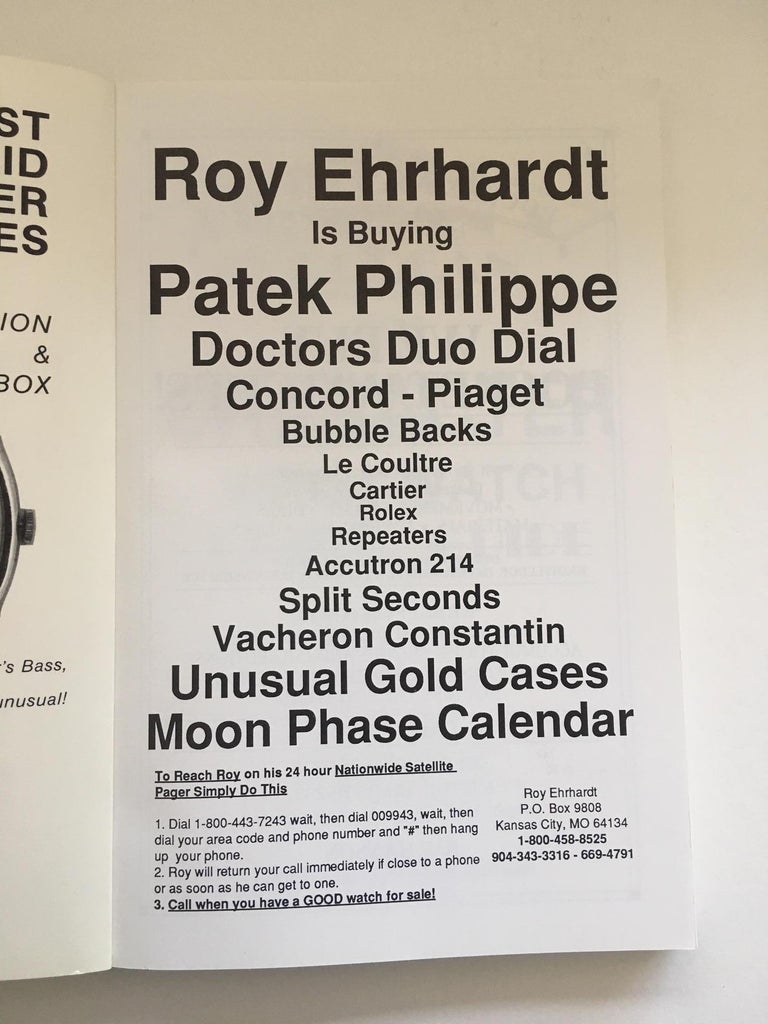 ST
ID
ER
ES
ION
&
BOX
's Bass,
unusual!
Roy Ehrhardt
Is Buying
Patek Philippe
Doctors Duo Dial
Concord - Piaget
Bubble Backs
Le Coultre
Cartier
Rolex
Repeaters
Accutron 214
Split Seconds
Vacheron Constantin
Unusual Gold Cases
Moon Phase Calendar
To Reach Roy on his 24 hour Nationwide Satellite
Pager Simply Do This
1. Dial 1-800-443-7243 wait, then dial 009943, wait, then
dial your area code and phone number and "#" then hang
up your phone.
2. Roy will return your call immediately if close to a phone
or as soon as he can get to one.
3. Call when you have a GOOD watch for sale!
Roy Ehrhardt
P.O. Box 9808
Kansas City, MO 64134
1-800-458-8525
904-343-3316 - 669-4791